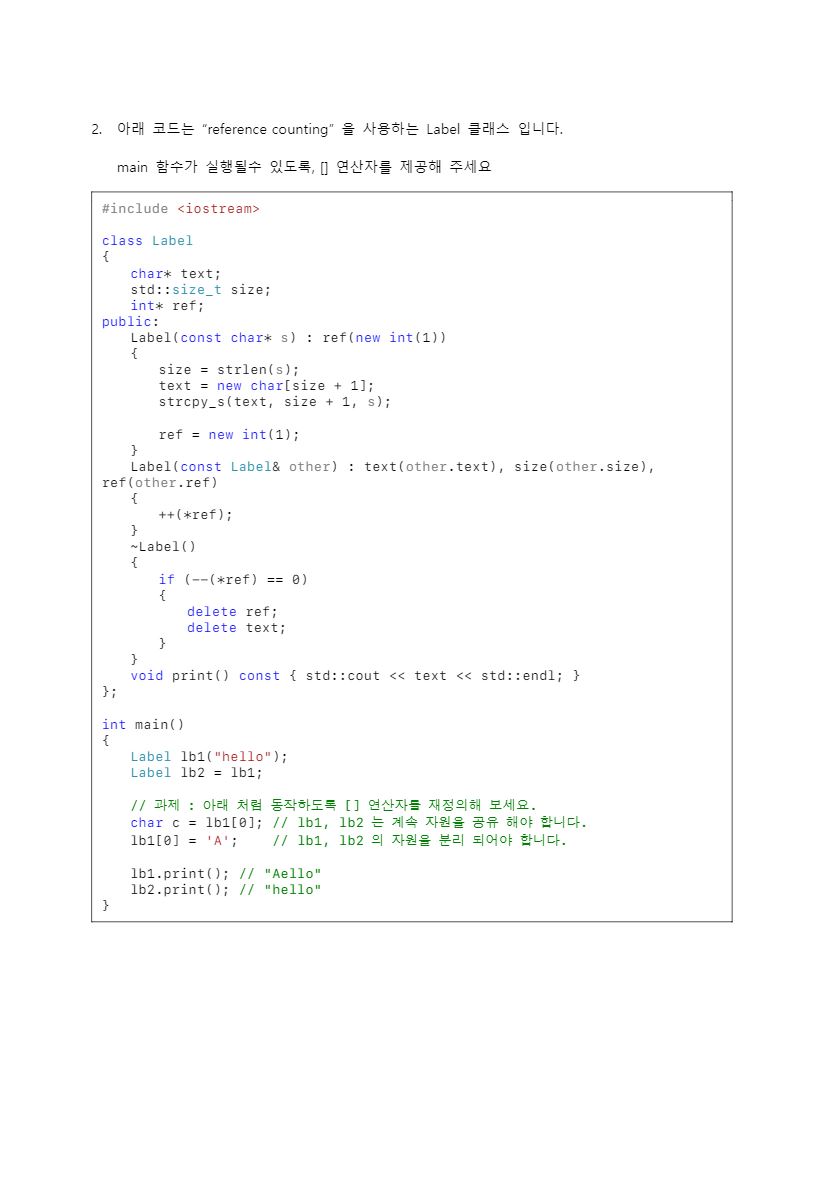 2. 아래 코드는 “reference counting” 을 사용하는 Label 클래스 입니다.
main 함수가 실행될수 있도록, [] 연산자를 제공해 주세요
#include <iostream>
class Label
{
char* text;
std::size_t size;
int* ref;
public:
Label(const char* s) : ref(new int(1))
{
size = strlen(s);
text = new char[size + 1];
strcpy_s(text, size + 1, s);
ref = new int(1);
}
Label(const Label& other) : text(other.text), size(other.size),
ref(other.ref)
{
++(*ref);
}
~Label()
{
if (--(*ref) == 0)
{
delete ref;
delete text;
}
}
void print() const { std::cout << text << std::endl; }
};
int main()
{
Label lb1("hello");
Label lb2 = lb1;
// 과제 : 아래 처럼 동작하도록 [] 연산자를 재정의해 보세요.
char c = lb1[0]; // lb1, lb2 는 계속 자원을 공유 해야 합니다.
lb1[0] = 'A'; // lb1, lb2 의 자원을 분리 되어야 합니다.
lb1.print(); // "Aello"
lb2.print(); // "hello"
}